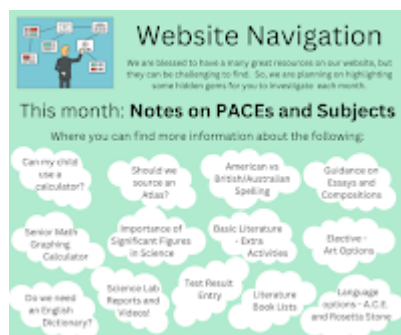 Website Navigation
We are blessed to have a many great resources on our website, but
they can be challenging to find. So, we are planning on highlighting
some hidden gems for you to investigate each month.
This month: Notes on PACEs and Subjects
Where you can find more information about the following:
Can my child
use a
calculator?
Should we
source an
Atlas?
American vs
British/Australian
Spelling
Guidance on
Essays and
Compositions
Senior Math
Graphing
Calculator
Importance of
Significant Figures
in Science
Basic Literature
- Extra
Activities
Elective -
Art Options
Do we need
an English
Dictionary?
Science Lab
Reports and
Videos!
Test Result
Entry
Literature
Book Lists
Language
options - A.C.E.
and Rosetta Stone